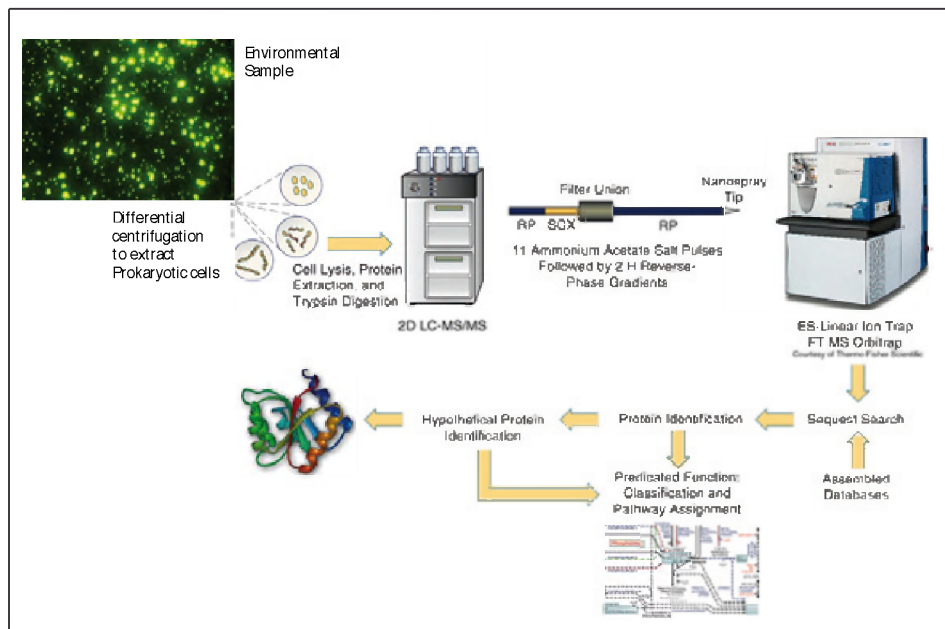 Environmental
Sample
Differential
centrifugation
to extract
Prokaryotic cells
Cell Lysis, Protein
Extraction, and
Trypsin Digestion
2D LC-MS/MS
Filter Union
Nanospray
Tip
RP SCX RP
11 Ammonium Acetate Salt Pulses
Followed by 2 H Reverse-
Phase Gradients
ES-Linear Ion Trap
FT MS Orbitrap
Courtesy of Thermo Fisher Scientific
Hypothetical Protein
Identification
Protein Identification
Sequest Search
Predicated Function:
Classification and
Pathway Assignment
Assembled
Databases